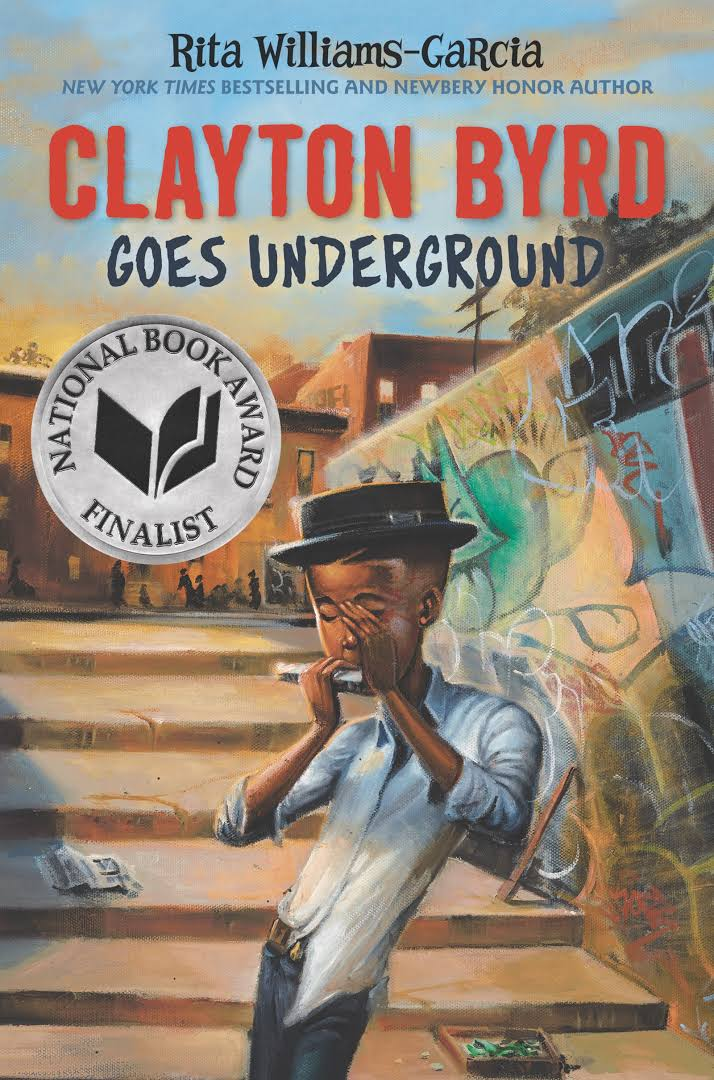 Rita Williams-Garcia
NEW YORK TIMES BESTSELLING AND NEWBERY HONOR AUTHOR
CLAYTON BYRD
GOES UNDERGROUND
NATIONAL BOOK AWARD
FINALIST